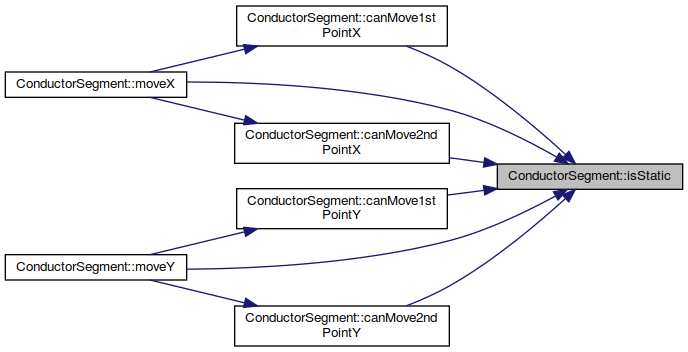 ConductorSegment::canMove1st
PointX
ConductorSegment::moveX
ConductorSegment::canMove2nd
PointX
ConductorSegment::isStatic
ConductorSegment::canMove1st
PointY
ConductorSegment::moveY
ConductorSegment::canMove2nd
PointY